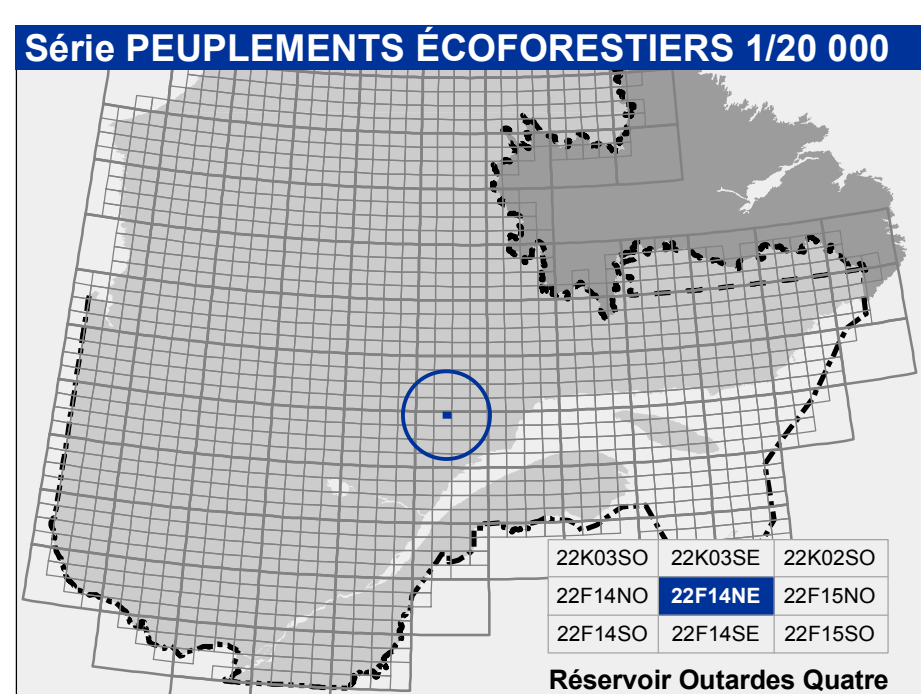 Série PEUPLEMENTS ÉCOFORESTIERS 1/20 000
22K03SO 22K03SE 22K02SO
22F14NO 22F14NE 22F15NO
22F14SO 22F14SE 22F15SO
Réservoir Outardes Quatre